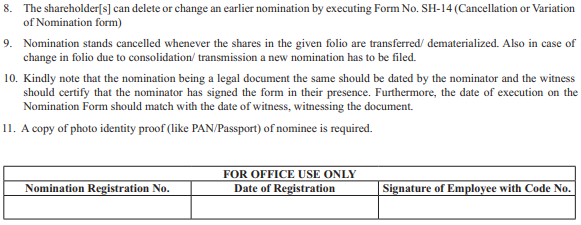 8. The shareholder[s] can delete or change an earlier nomination by executing Form No. SH-14 (Cancellation or Variation
of Nomination form)
9. Nomination stands cancelled whenever the shares in the given folio are transferred/ dematerialized. Also in case of
change in folio due to consolidation/ transmission a new nomination has to be filed.
10. Kindly note that the nomination being a legal document the same should be dated by the nominator and the witness
should certify that the nominator has signed the form in their presence. Furthermore, the date of execution on the
Nomination Form should match with the date of witness, witnessing the document.
11. A copy of photo identity proof (like PAN/Passport) of nominee is required.
FOR OFFICE USE ONLY
Nomination Registration No. Date of Registration Signature of Employee with Code No.